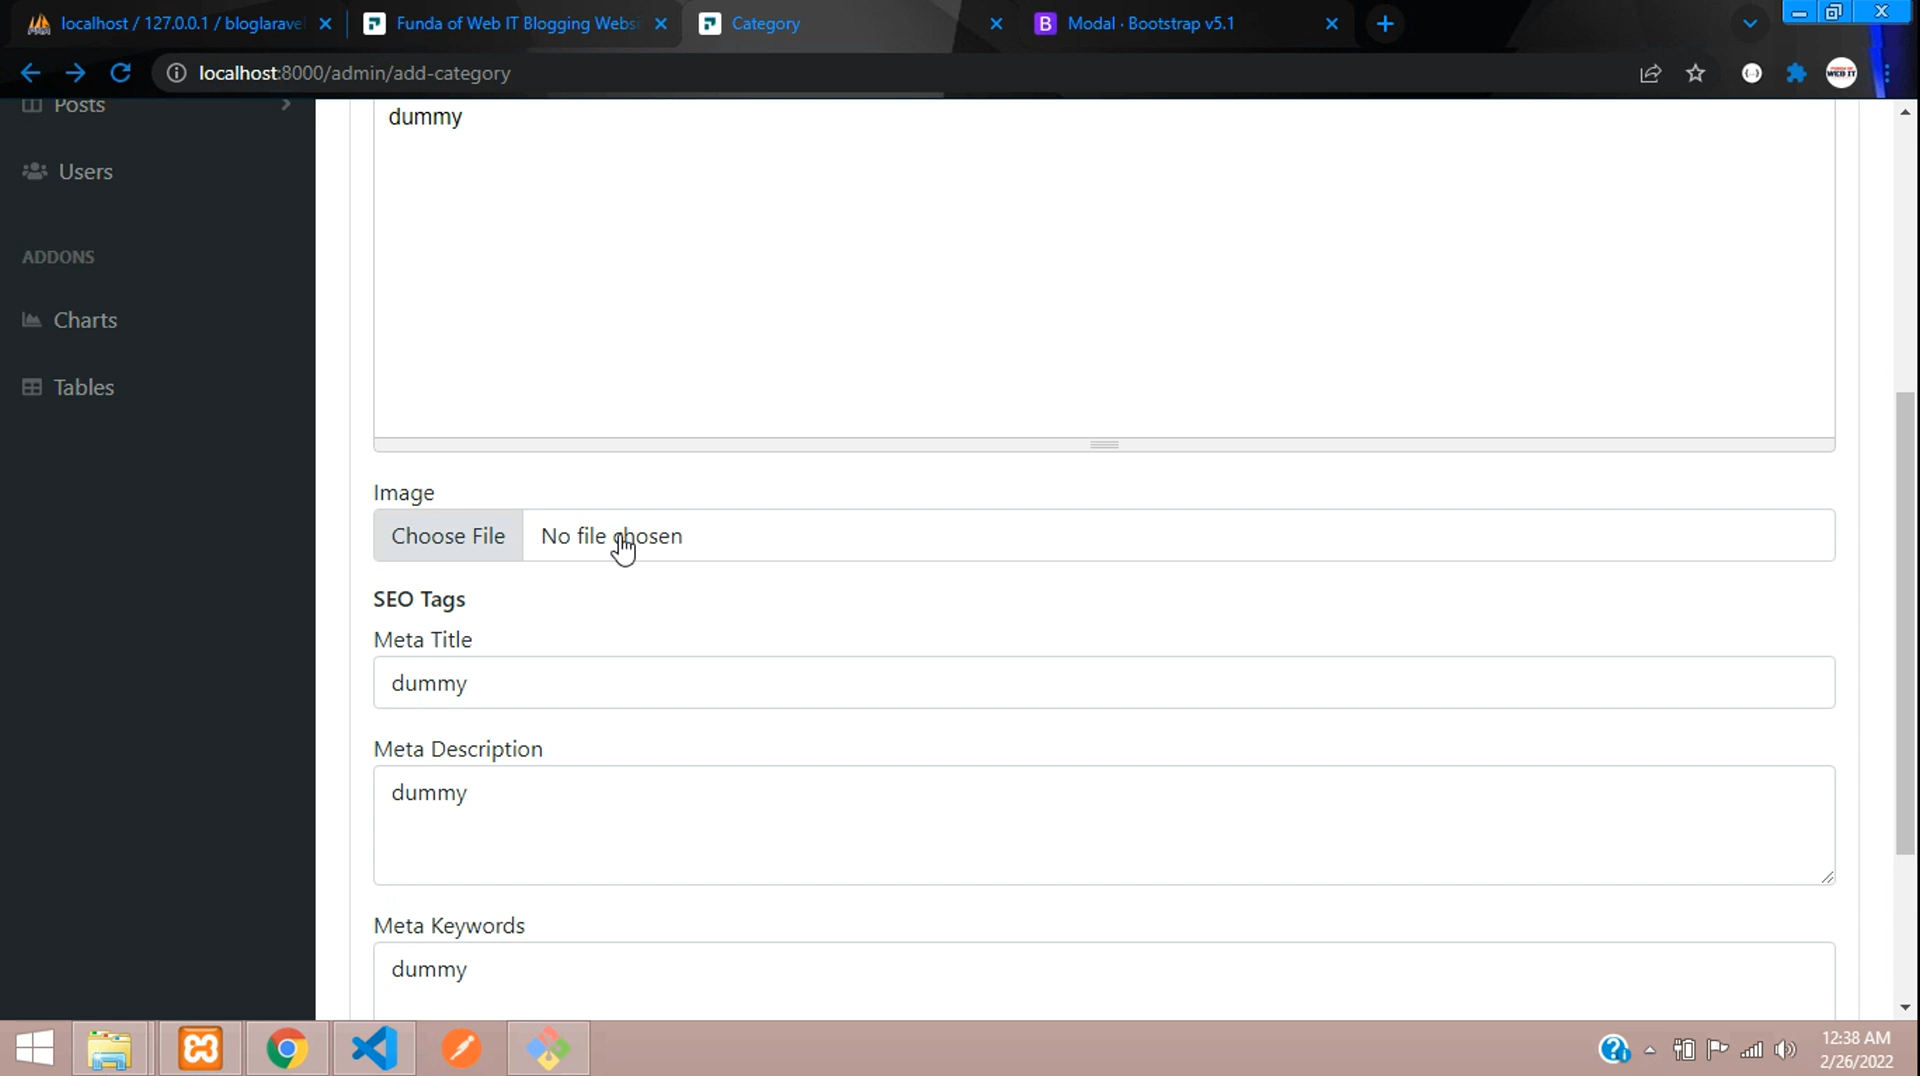 localhost / 127.0.0.1 / bloglarave
Funda of Web IT Blogging Websi
Category
Modal · Bootstrap v5.1
localhost:8000/admin/add-category
Posts
Users
ADDONS
Charts
Tables
dummy
Image
Choose File
No file chosen
SEO Tags
Meta Title
dummy
Meta Description
dummy
Meta Keywords
dummy
12:38 AM
2/26/2022